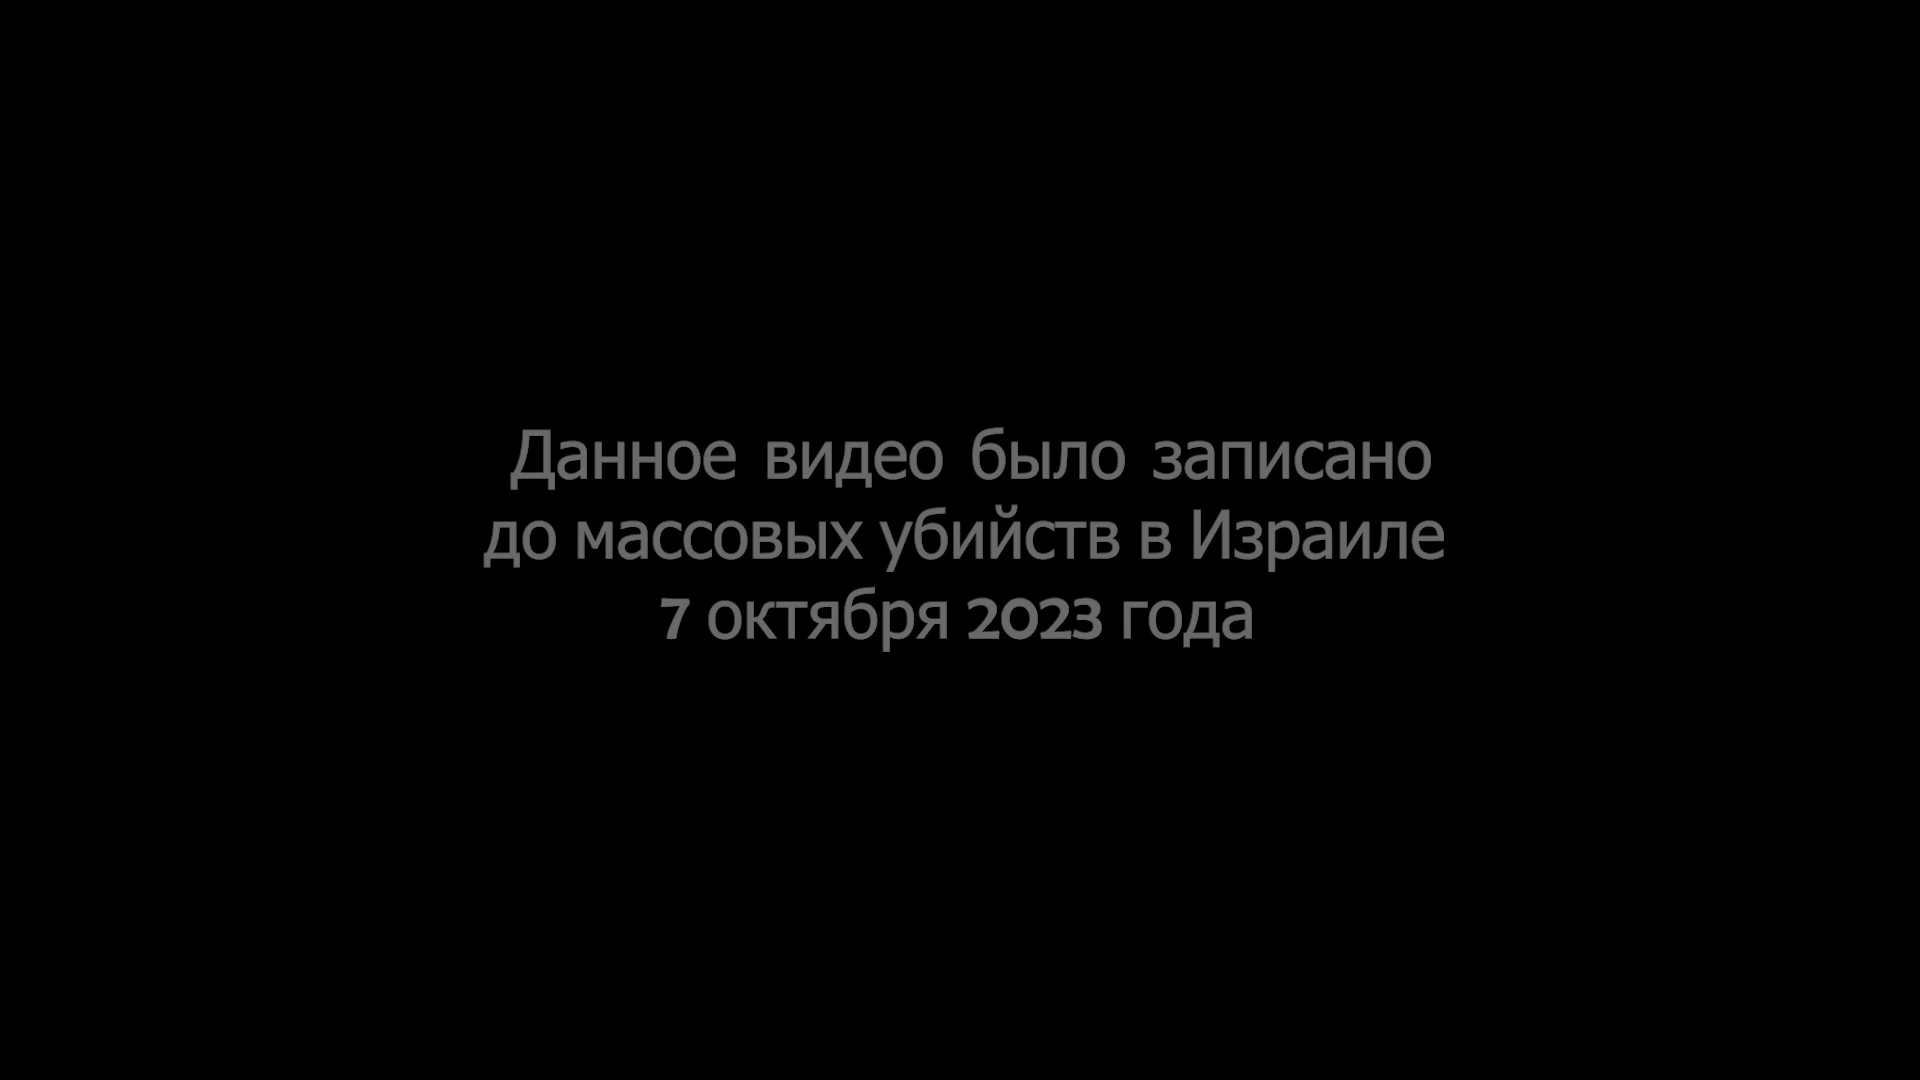 Данное видео было записано
до массовых убийств в Израиле
7 октября 2023 года